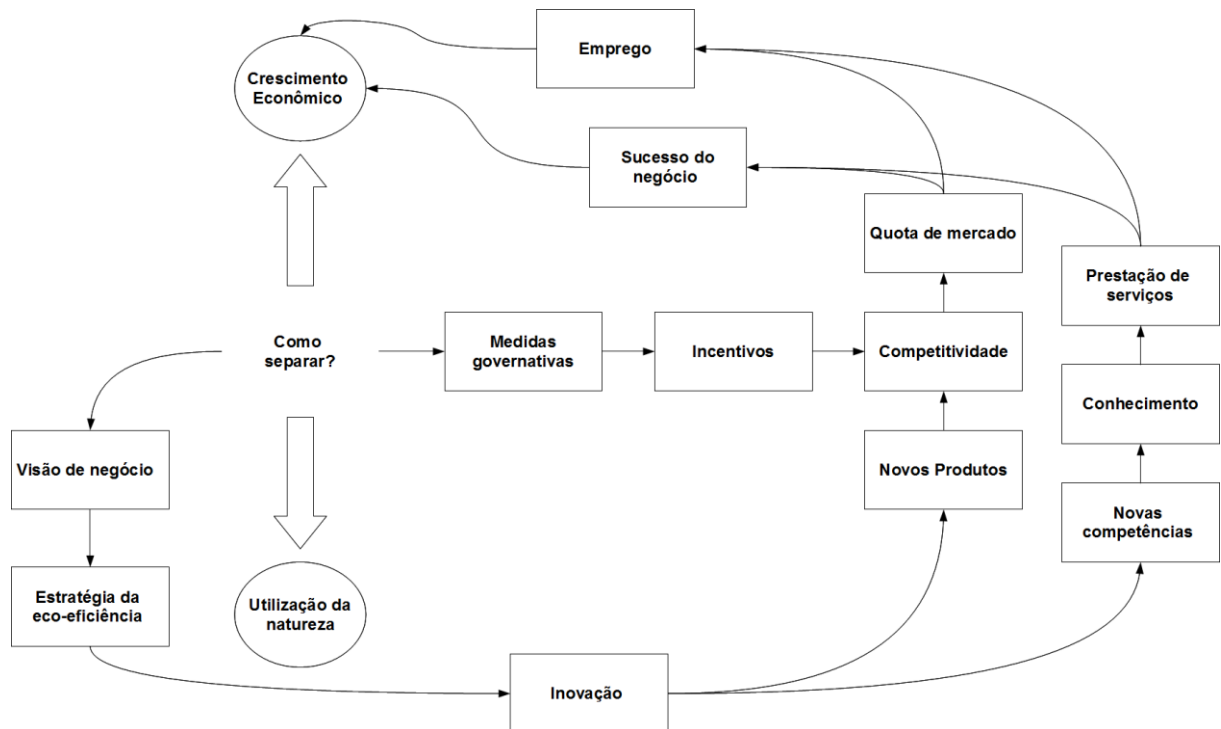 Emprego
Crescimento
Econômico
Sucesso do
negócio
Quota de mercado
Prestação de
serviços
Como
separar?
Medidas
governativas
Incentivos
Competitividade
Conhecimento
Visão de negócio
Novos Produtos
Novas
competências
Estratégia da
eco-eficiência
Utilização da
natureza
Inovação